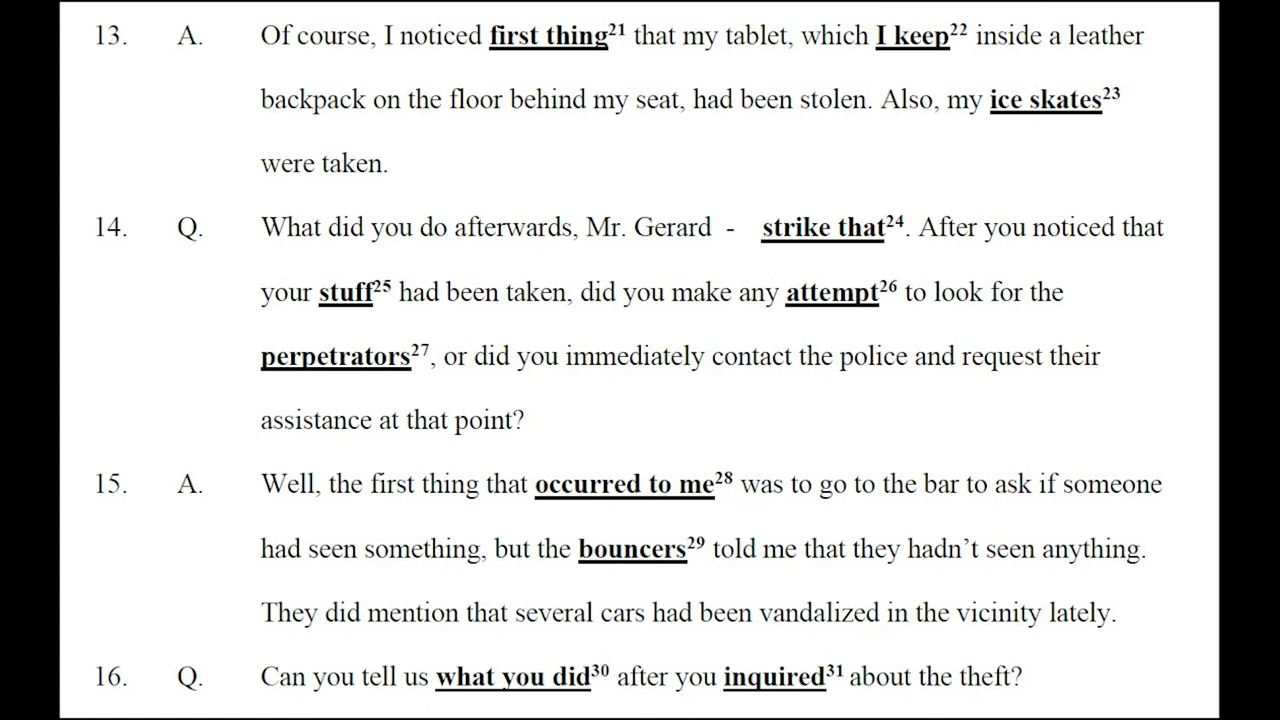 13. A. Of course, I noticed first thing21 that my tablet, which I keep22 inside a leather
backpack on the floor behind my seat, had been stolen. Also, my ice skates23
were taken.
14. Q. What did you do afterwards, Mr. Gerard - strike that24. After you noticed that
your stuff25 had been taken, did you make any attempt26 to look for the
perpetrators27, or did you immediately contact the police and request their
assistance at that point?
15. A. Well, the first thing that occurred to me28 was to go to the bar to ask if someone
had seen something, but the bouncers29 told me that they hadn’t seen anything.
They did mention that several cars had been vandalized in the vicinity lately.
16. Q. Can you tell us what you did30 after you inquired31 about the theft?